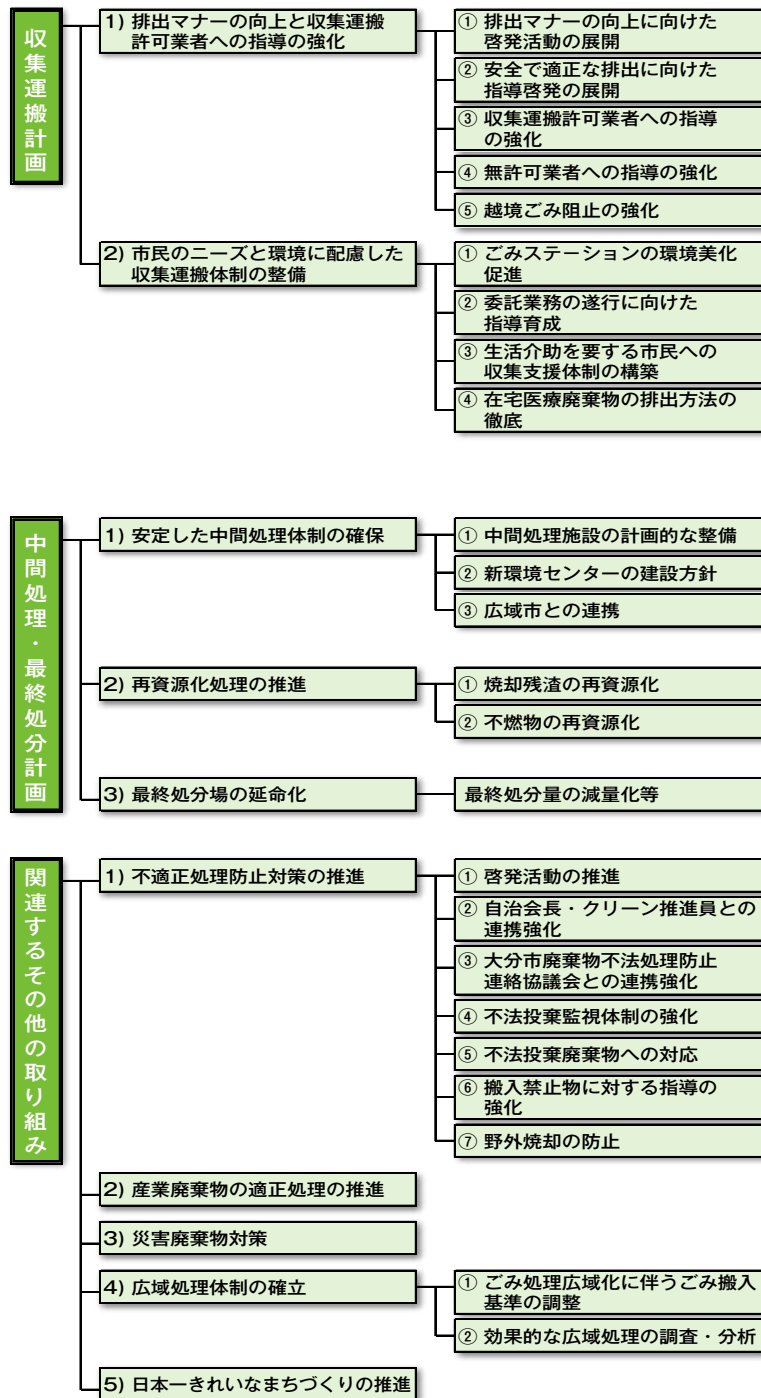 収集運搬計画
1) 排出マナーの向上と収集運搬
許可業者への指導の強化
① 排出マナーの向上に向けた
啓発活動の展開
② 安全で適正な排出に向けた
指導啓発の展開
③ 収集運搬許可業者への指導
の強化
④ 無許可業者への指導の強化
⑤ 越境ごみ阻止の強化
2) 市民のニーズと環境に配慮した
収集運搬体制の整備
① ごみステーションの環境美化
促進
② 委託業務の遂行に向けた
指導育成
③ 生活介助を要する市民への
収集支援体制の構築
④ 在宅医療廃棄物の排出方法の
徹底
中間処理・最終処分計画
1) 安定した中間処理体制の確保
① 中間処理施設の計画的な整備
② 新環境センターの建設方針
③ 広域市との連携
2) 再資源化処理の推進
① 焼却残渣の再資源化
② 不燃物の再資源化
3) 最終処分場の延命化
最終処分量の減量化等
関連するその他の取り組み
1) 不適正処理防止対策の推進
① 啓発活動の推進
② 自治会長・クリーン推進員との
連携強化
③ 大分市廃棄物不法処理防止
連絡協議会との連携強化
④ 不法投棄監視体制の強化
⑤ 不法投棄廃棄物への対応
⑥ 搬入禁止物に対する指導の
強化
⑦ 野外焼却の防止
2) 産業廃棄物の適正処理の推進
3) 災害廃棄物対策
4) 広域処理体制の確立
① ごみ処理広域化に伴うごみ搬入
基準の調整
② 効果的な広域処理の調査・分析
5) 日本一きれいなまちづくりの推進